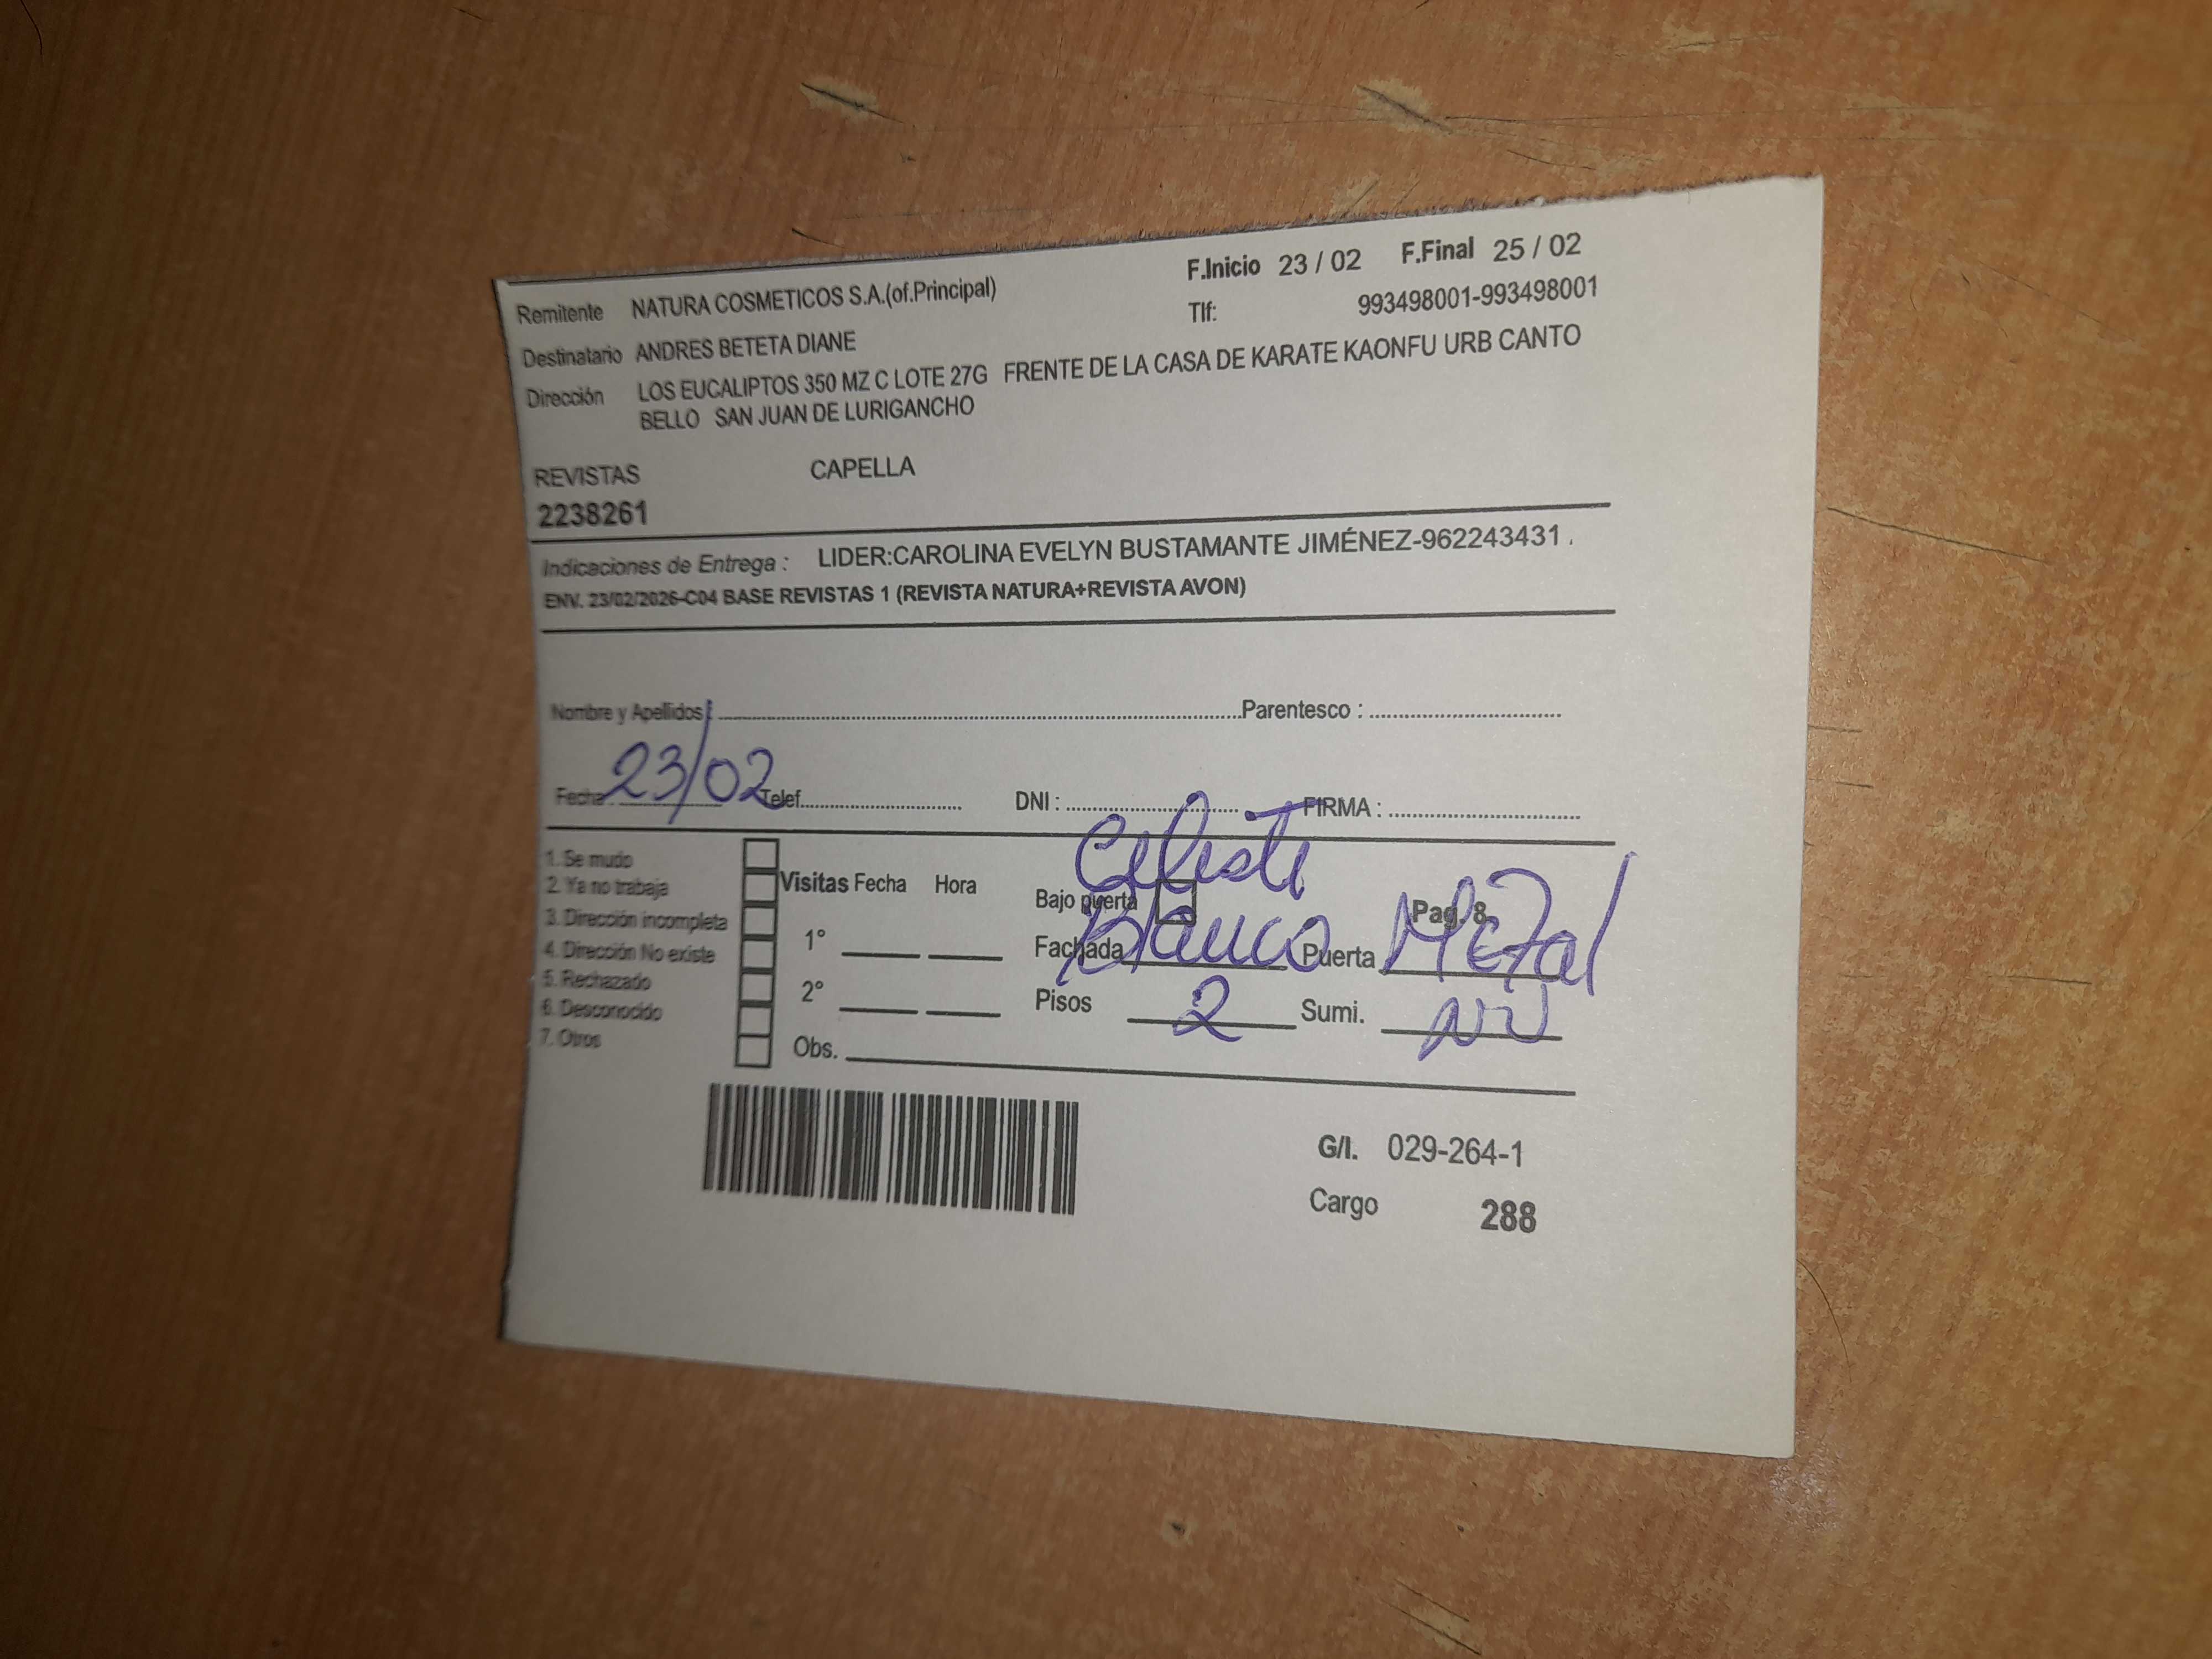 F.Inicio 23 / 02 F.Final 25 / 02
Remitente NATURA COSMETICOS S.A.(of.Principal)
Tlf: 993498001-993498001
Destinatario ANDRES BETETA DIANE
Dirección LOS EUCALIPTOS 350 MZ C LOTE 27G FRENTE DE LA CASA DE KARATE KAONFU URB CANTO
BELLO SAN JUAN DE LURIGANCHO
REVISTAS CAPELLA
2238261
Indicaciones de Entrega : LIDER:CAROLINA EVELYN BUSTAMANTE JIMÉNEZ-962243431 .
ENV. 23/02/2026-C04 BASE REVISTAS 1 (REVISTA NATURA+REVISTA AVON)
Nombre y Apellidos : Parentesco :
Fecha : 23/02 Telef. DNI : FIRMA :
1. Se mudo
2. Ya no trabaja
3. Dirección incompleta
4. Dirección No existe
5. Rechazado
6. Desconocido
7. Otros
Visitas Fecha Hora
1°
2°
Obs.
Celeste
Bajo puerta Pag. 8
Fachada Blanco Puerta Metal
Pisos 2 Sumi.
G/I. 029-264-1
Cargo 288